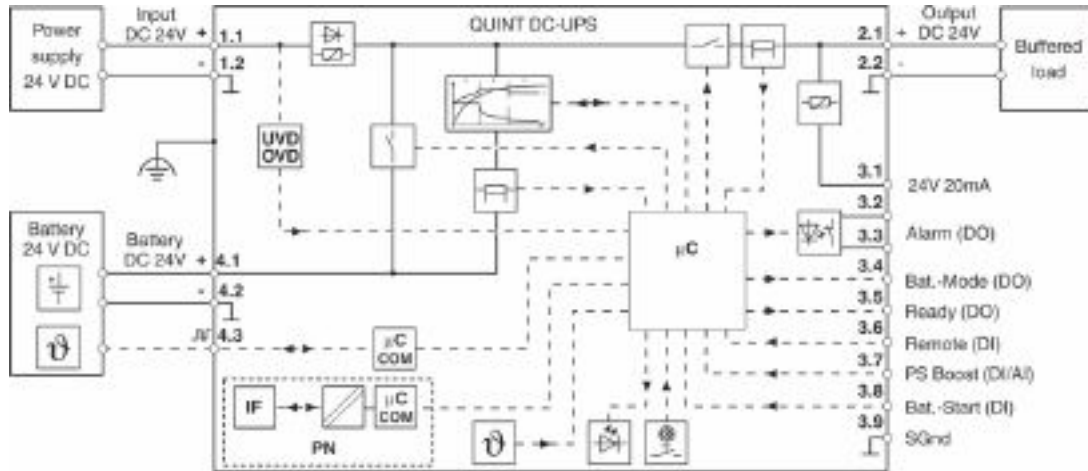 Power supply 24 V DC
Input DC 24V
+ 1.1
- 1.2
QUINT DC-UPS
2.1 +
2.2 -
Output DC 24V
Buffered load
UVD
OVD
3.1 24V 20mA
3.2
3.3 Alarm (DO)
3.4 Bat.-Mode (DO)
3.5 Ready (DO)
3.6 Remote (DI)
3.7 PS Boost (DI/AI)
3.8 Bat.-Start (DI)
3.9 SGnd
µC
Battery 24 V DC
Battery DC 24V
+ 4.1
- 4.2
4.3
+
ϑ
µC COM
IF
µC COM
PN
ϑ